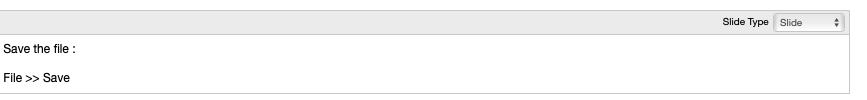 Slide Type Slide
Save the file :
File >> Save